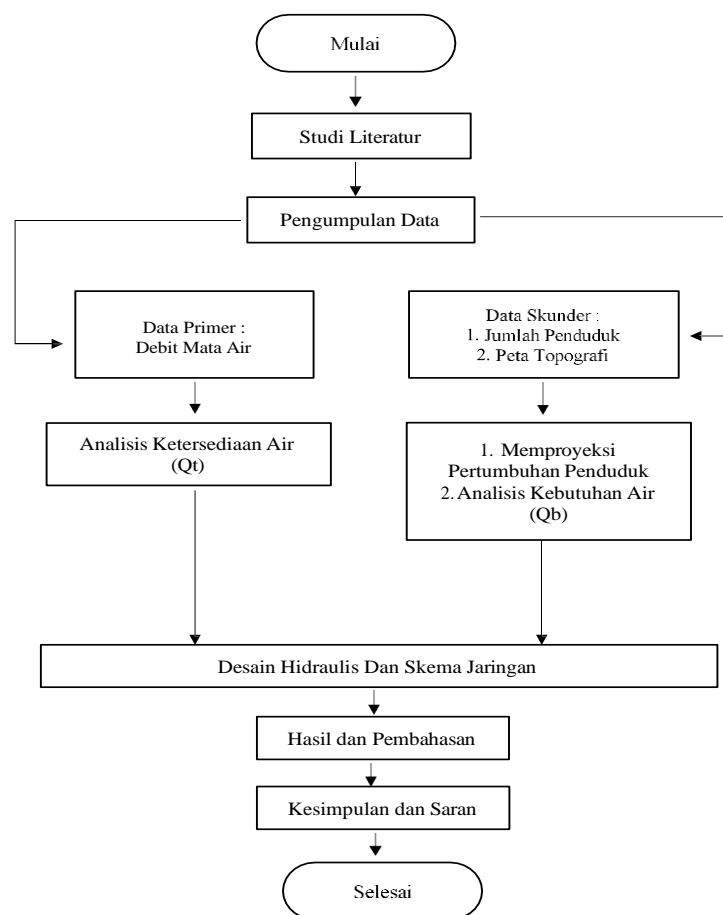 Mulai
Studi Literatur
Pengumpulan Data
Data Primer :
Debit Mata Air
Data Skunder :
1. Jumlah Penduduk
2. Peta Topografi
Analisis Ketersediaan Air
(Qt)
1. Memproyeksi
Pertumbuhan Penduduk
2. Analisis Kebutuhan Air
(Qb)
Desain Hidraulis Dan Skema Jaringan
Hasil dan Pembahasan
Kesimpulan dan Saran
Selesai